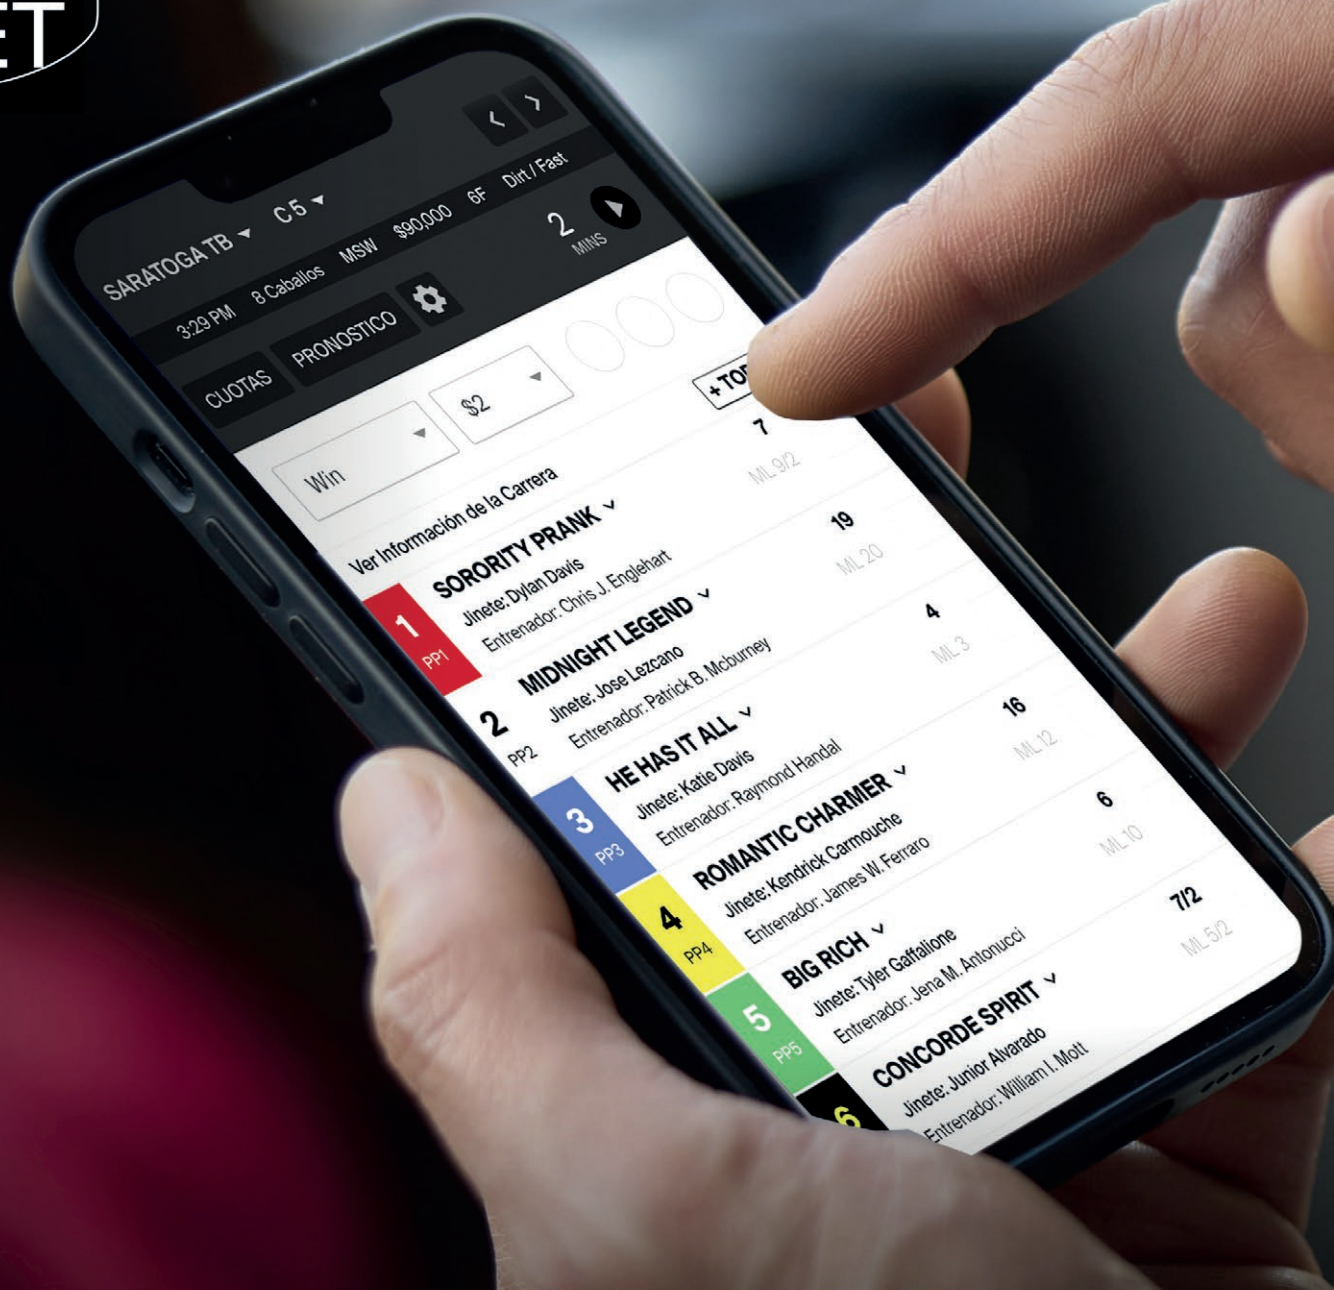 ET
SARATOGA TB C 5
3:29 PM 8 Caballos MSW $90,000 6F Dirt / Fast
CUOTAS PRONOSTICO 2 MINS
Win $2
Ver Información de la Carrera
1 PP1 SORORITY PRANK 7
Jinete: Dylan Davis ML 9/2
Entrenador: Chris J. Englehart
2 PP2 MIDNIGHT LEGEND 19
Jinete: Jose Lezcano ML 20
Entrenador: Patrick B. Mcburney
3 PP3 HE HAS IT ALL 4
Jinete: Katie Davis ML 3
Entrenador: Raymond Handal
4 PP4 ROMANTIC CHARMER 16
Jinete: Kendrick Carmouche ML 12
Entrenador: James W. Ferraro
5 PP5 BIG RICH 6
Jinete: Tyler Gaffalione ML 10
Entrenador: Jena M. Antonucci
6 CONCORDE SPIRIT 7/2
Jinete: Junior Alvarado ML 5/2
Entrenador: William I. Mott